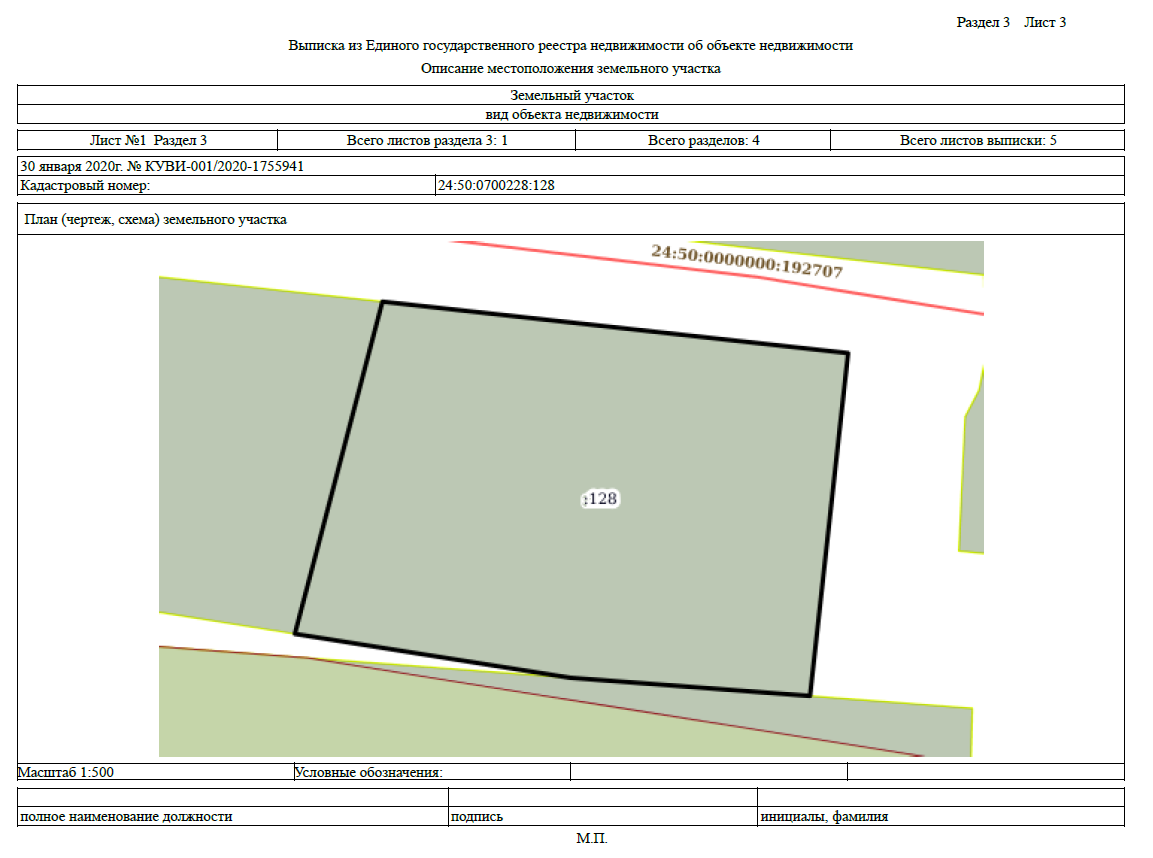 Раздел 3 Лист 3
Выписка из Единого государственного реестра недвижимости об объекте недвижимости
Описание местоположения земельного участка
Земельный участок
вид объекта недвижимости
Лист №1 Раздел 3 Всего листов раздела 3: 1 Всего разделов: 4 Всего листов выписки: 5
30 января 2020г. № КУВИ-001/2020-1755941
Кадастровый номер: 24:50:0700228:128
План (чертеж, схема) земельного участка
24:50:0000000:192707
:128
Масштаб 1:500 Условные обозначения:
полное наименование должности подпись инициалы, фамилия
М.П.